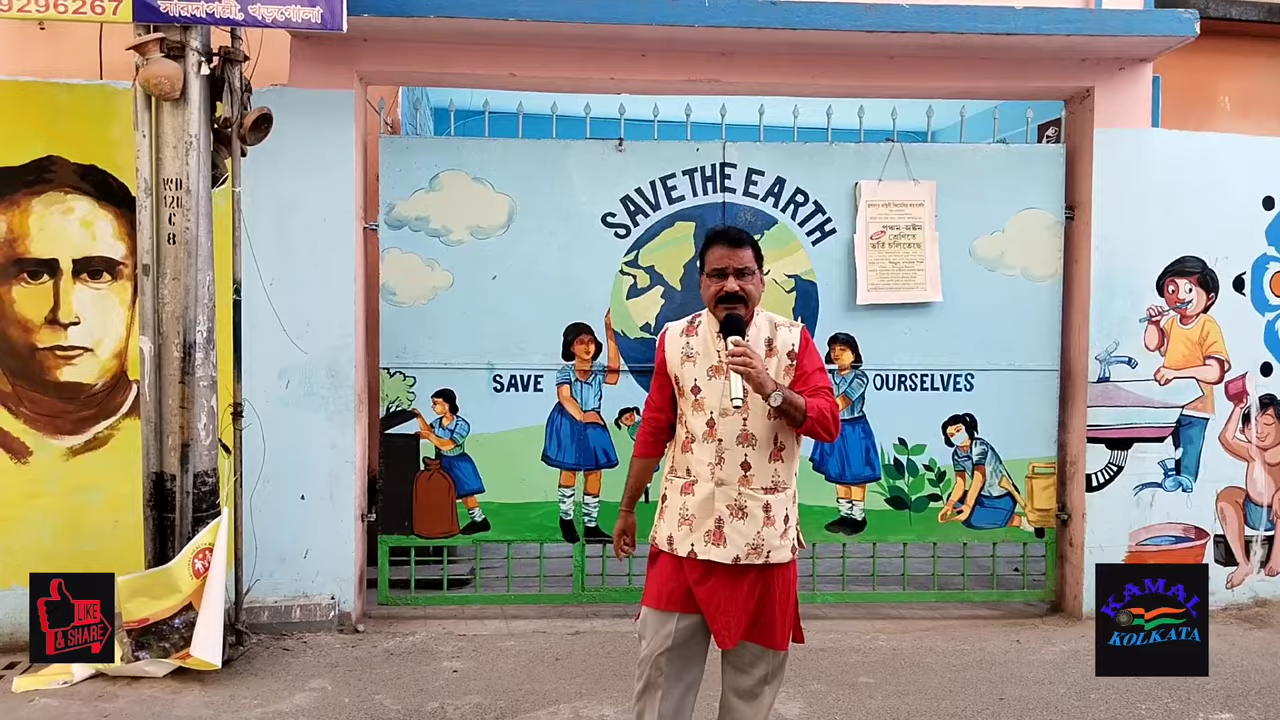 9296267
সারদাপল্লী, খড়গোলা
WD
120
C 8
SAVE THE EARTH
পঞ্চম-অষ্টম
শ্রেণিতে
ভর্তি চলিতেছে
SAVE
OURSELVES
LIKE
& SHARE
KAMAL
KOLKATA